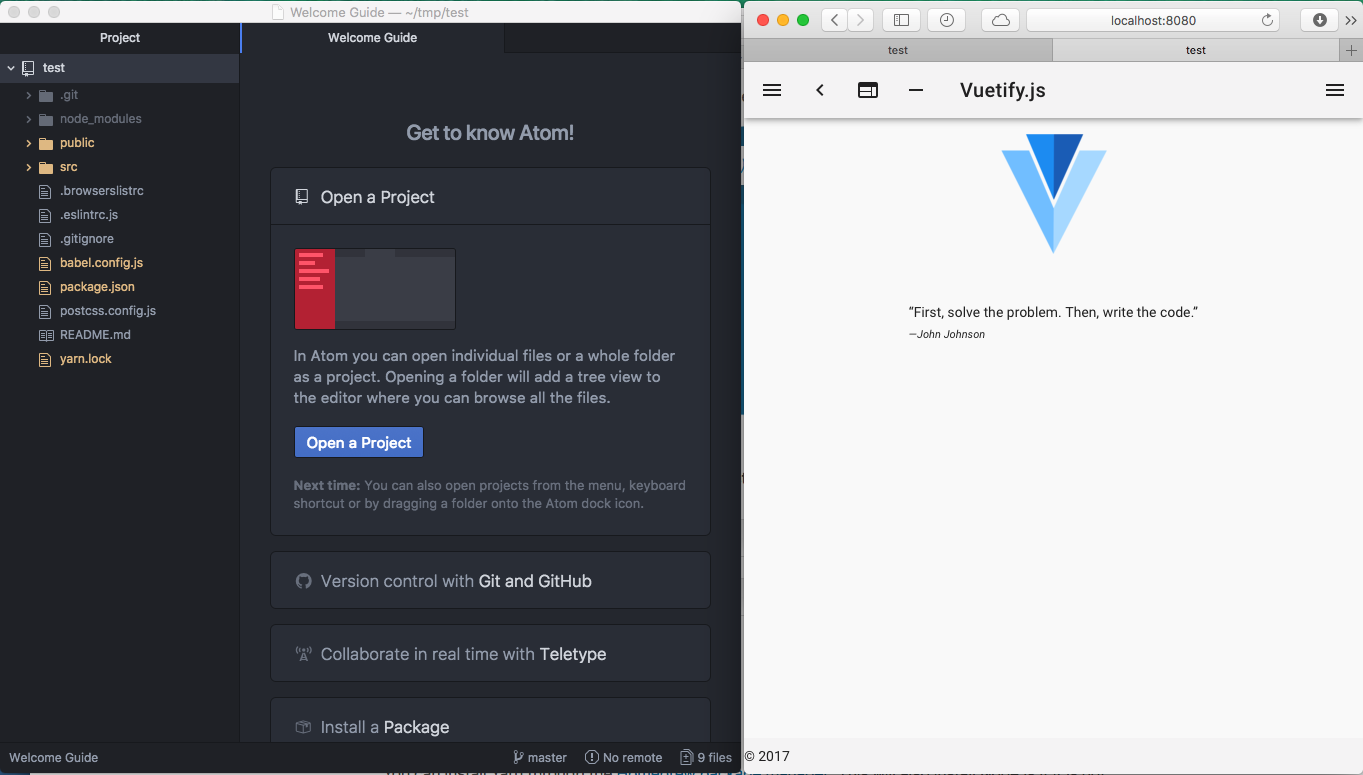 Welcome Guide — ~/tmp/test
Project
Welcome Guide
test
.git
node_modules
public
src
.browserslistrc
.eslintrc.js
.gitignore
babel.config.js
package.json
postcss.config.js
README.md
yarn.lock
Get to know Atom!
Open a Project
In Atom you can open individual files or a whole folder
as a project. Opening a folder will add a tree view to
the editor where you can browse all the files.
Open a Project
Next time: You can also open projects from the menu, keyboard
shortcut or by dragging a folder onto the Atom dock icon.
Version control with Git and GitHub
Collaborate in real time with Teletype
Install a Package
Welcome Guide
master
No remote
9 files
localhost:8080
test
test
Vuetify.js
“First, solve the problem. Then, write the code.”
—John Johnson
© 2017